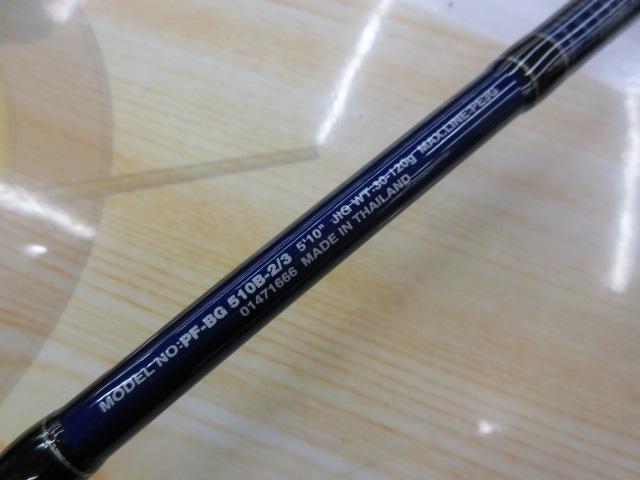 MODEL NO:PF-BG 510B-2/3 5'10" JIG WT:30-120g MAX.LINE:PE3G
01471666 MADE IN THAILAND